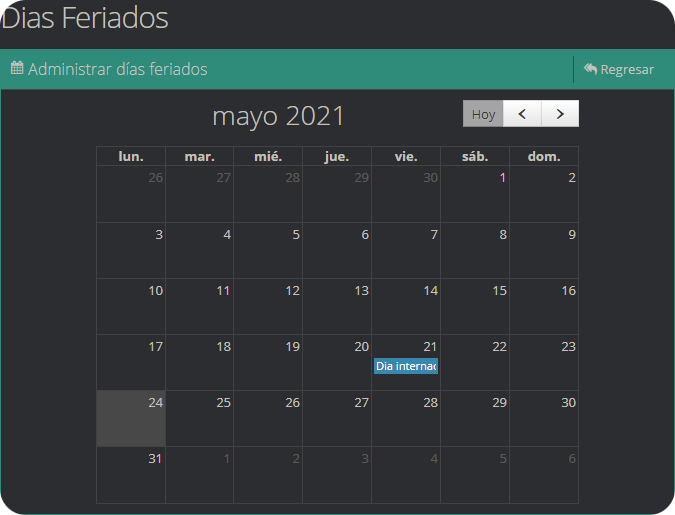 Dias Feriados
Administrar días feriados
Regresar
mayo 2021
Hoy
lun. mar. mié. jue. vie. sáb. dom.
26 27 28 29 30 1 2
3 4 5 6 7 8 9
10 11 12 13 14 15 16
17 18 19 20 21 22 23
Dia internac
24 25 26 27 28 29 30
31 1 2 3 4 5 6